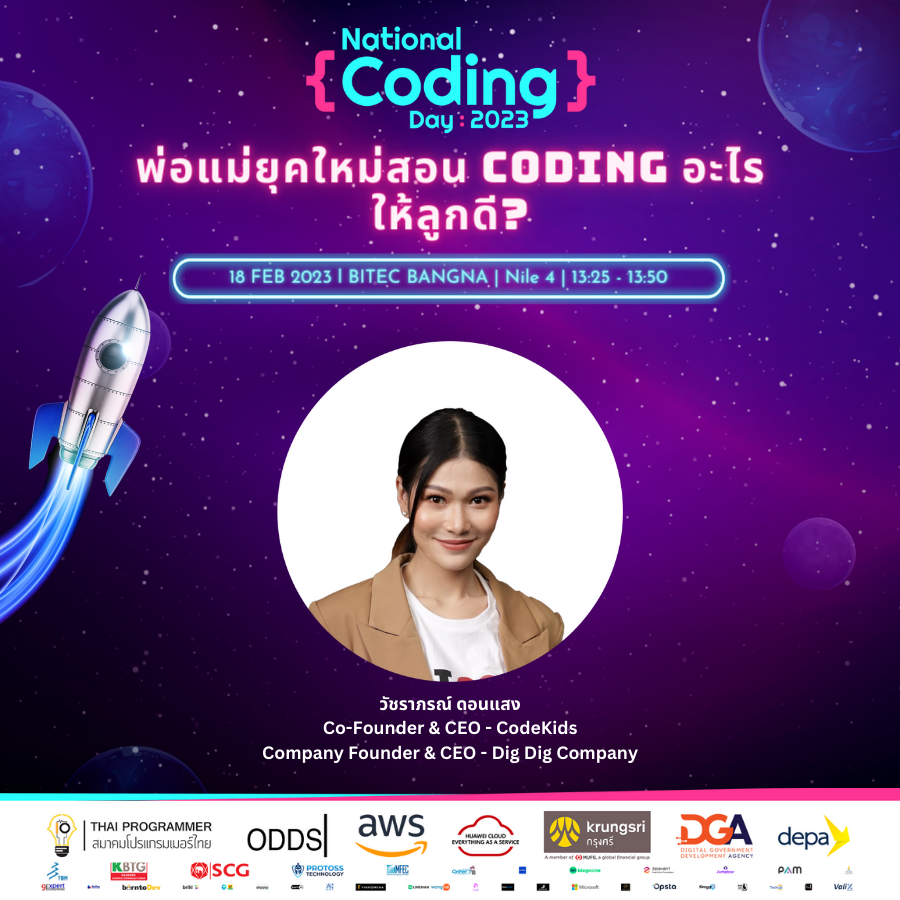 National
{Coding}
Day : 2023
พ่อแม่ยุคใหม่สอน CODING อะไร
ให้ลูกดี?
18 FEB 2023 | BITEC BANGNA | Nile 4 | 13:25 - 13:50
วัชราภรณ์ ดอนแสง
Co-Founder & CEO - CodeKids
Company Founder & CEO - Dig Dig Company
THAI PROGRAMMER
สมาคมโปรแกรมเมอร์ไทย
ODDS|
aws
HUAWEI CLOUD
EVERYTHING AS A SERVICE
krungsri
กรุงศรี
A member of MUFG, a global financial group
DGA
DIGITAL GOVERNMENT
DEVELOPMENT AGENCY
depa
KBTG
SCG
PROTOSS
TECHNOLOGY
MFEC
PAM
9Expert
borntoDev
LINEMAN wongnai
Microsoft
Opsta